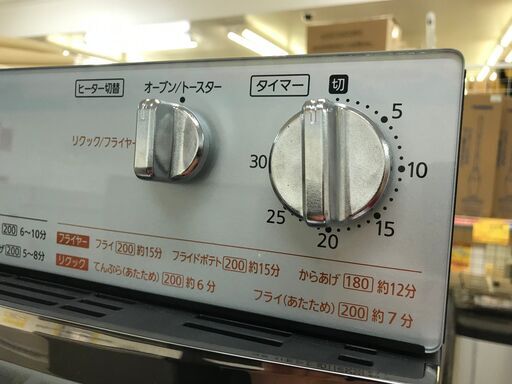 ヒーター切替
オーブン/トースター
リクック/フライヤー
タイマー
切
5
10
15
20
25
30
200 6～10分
ザ 200 5～8分
フライヤー フライ 200 約15分 フライドポテト 200 約15分 からあげ 180 約12分
リクック てんぷら(あたため) 200 約6分 フライ(あたため) 200 約7分